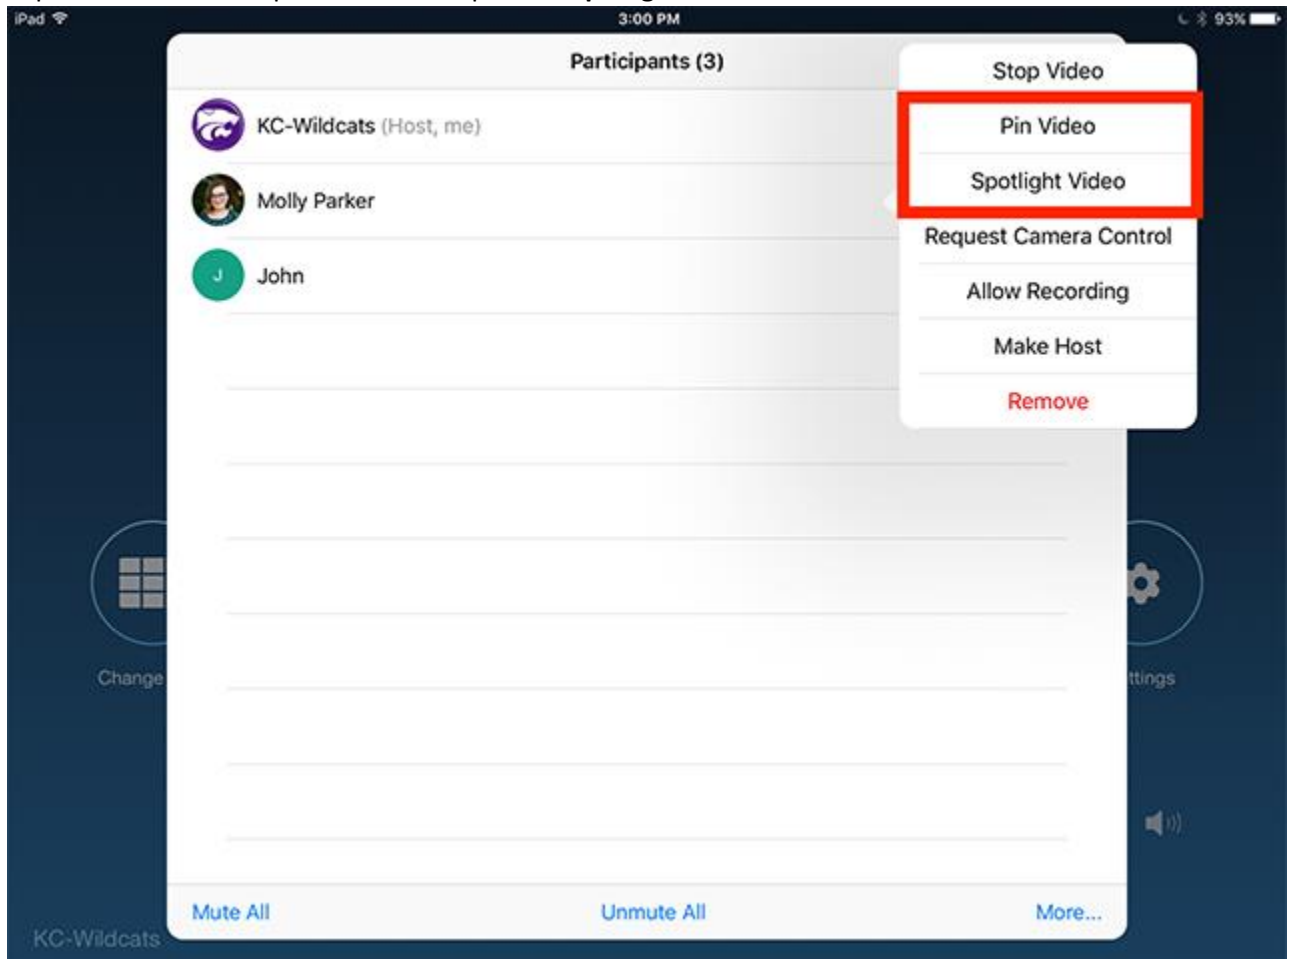 iPad
3:00 PM
93%
Participants (3)
Stop Video
KC-Wildcats (Host, me)
Pin Video
Spotlight Video
Molly Parker
Request Camera Control
J
John
Allow Recording
Make Host
Remove
Change
ttings
Mute All
Unmute All
More...
KC-Wildcats